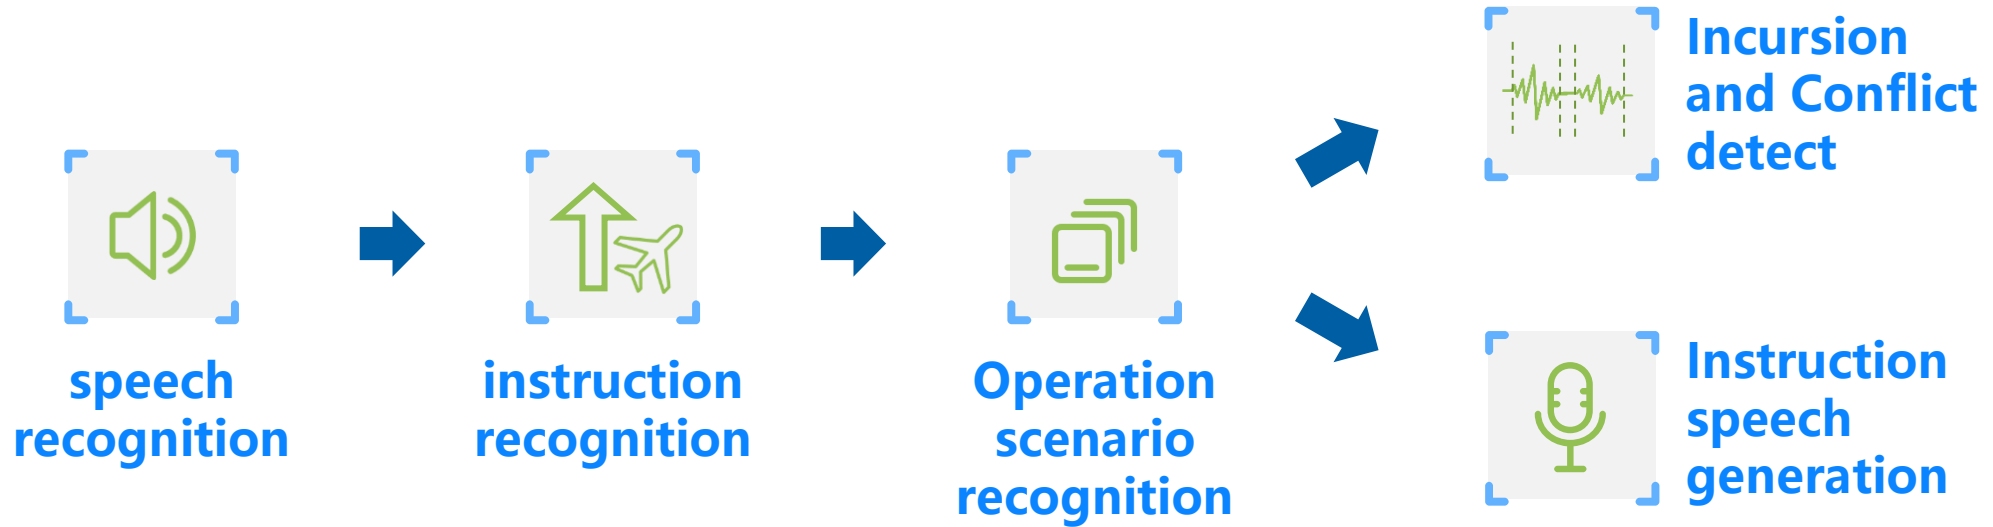 speech
recognition
instruction
recognition
Operation
scenario
recognition
Incursion
and Conflict
detect
Instruction
speech
generation